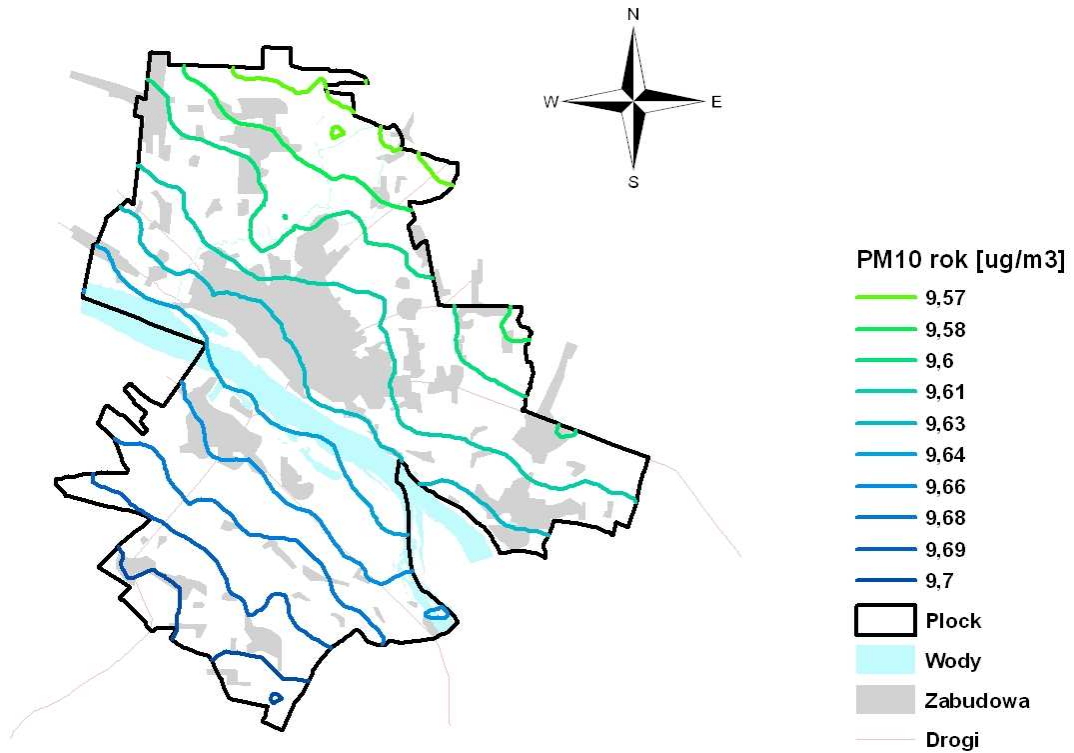 N
W E
S
PM10 rok [ug/m3]
9,57
9,58
9,6
9,61
9,63
9,64
9,66
9,68
9,69
9,7
Plock
Wody
Zabudowa
Drogi